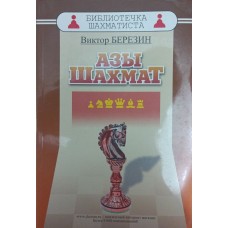 БИБЛИОТЕЧКА
ШАХМАТИСТА
Виктор БЕРЕЗИН
АЗЫ
ШАХМАТ